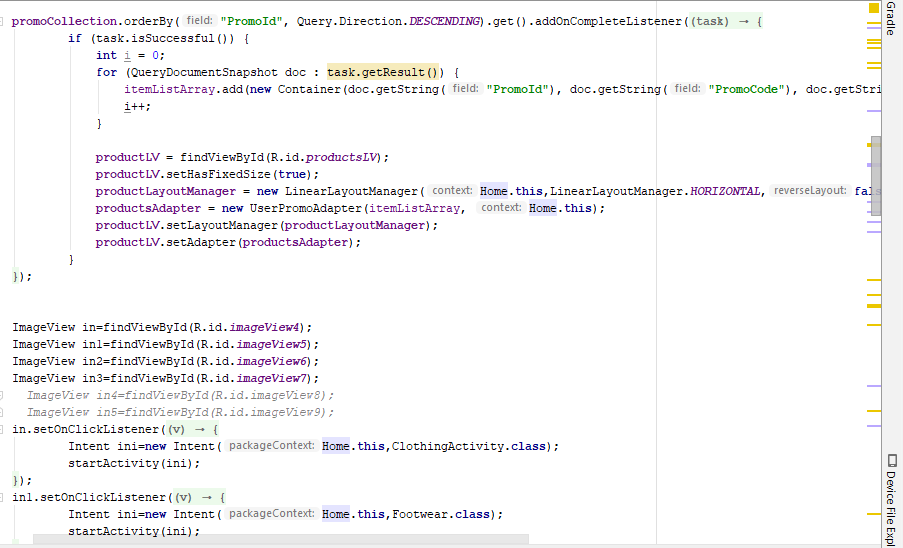 promoCollection.orderBy( field: "PromoId", Query.Direction.DESCENDING).get().addOnCompleteListener((task) → {
if (task.isSuccessful()) {
int i = 0;
for (QueryDocumentSnapshot doc : task.getResult()) {
itemListArray.add(new Container(doc.getString( field: "PromoId"), doc.getString( field: "PromoCode"), doc.getStri
i++;
}
productLV = findViewById(R.id.productsLV);
productLV.setHasFixedSize(true);
productLayoutManager = new LinearLayoutManager( context: Home.this,LinearLayoutManager.HORIZONTAL, reverseLayout: fals
productsAdapter = new UserPromoAdapter(itemListArray, context: Home.this);
productLV.setLayoutManager(productLayoutManager);
productLV.setAdapter(productsAdapter);
}
});
ImageView in=findViewById(R.id.imageView4);
ImageView in1=findViewById(R.id.imageView5);
ImageView in2=findViewById(R.id.imageView6);
ImageView in3=findViewById(R.id.imageView7);
ImageView in4=findViewById(R.id.imageView8);
ImageView in5=findViewById(R.id.imageView9);
in.setOnClickListener((v) → {
Intent ini=new Intent( packageContext: Home.this,ClothingActivity.class);
startActivity(ini);
});
in1.setOnClickListener((v) → {
Intent ini=new Intent( packageContext: Home.this,Footwear.class);
startActivity(ini);
Gradle
Device File Expl